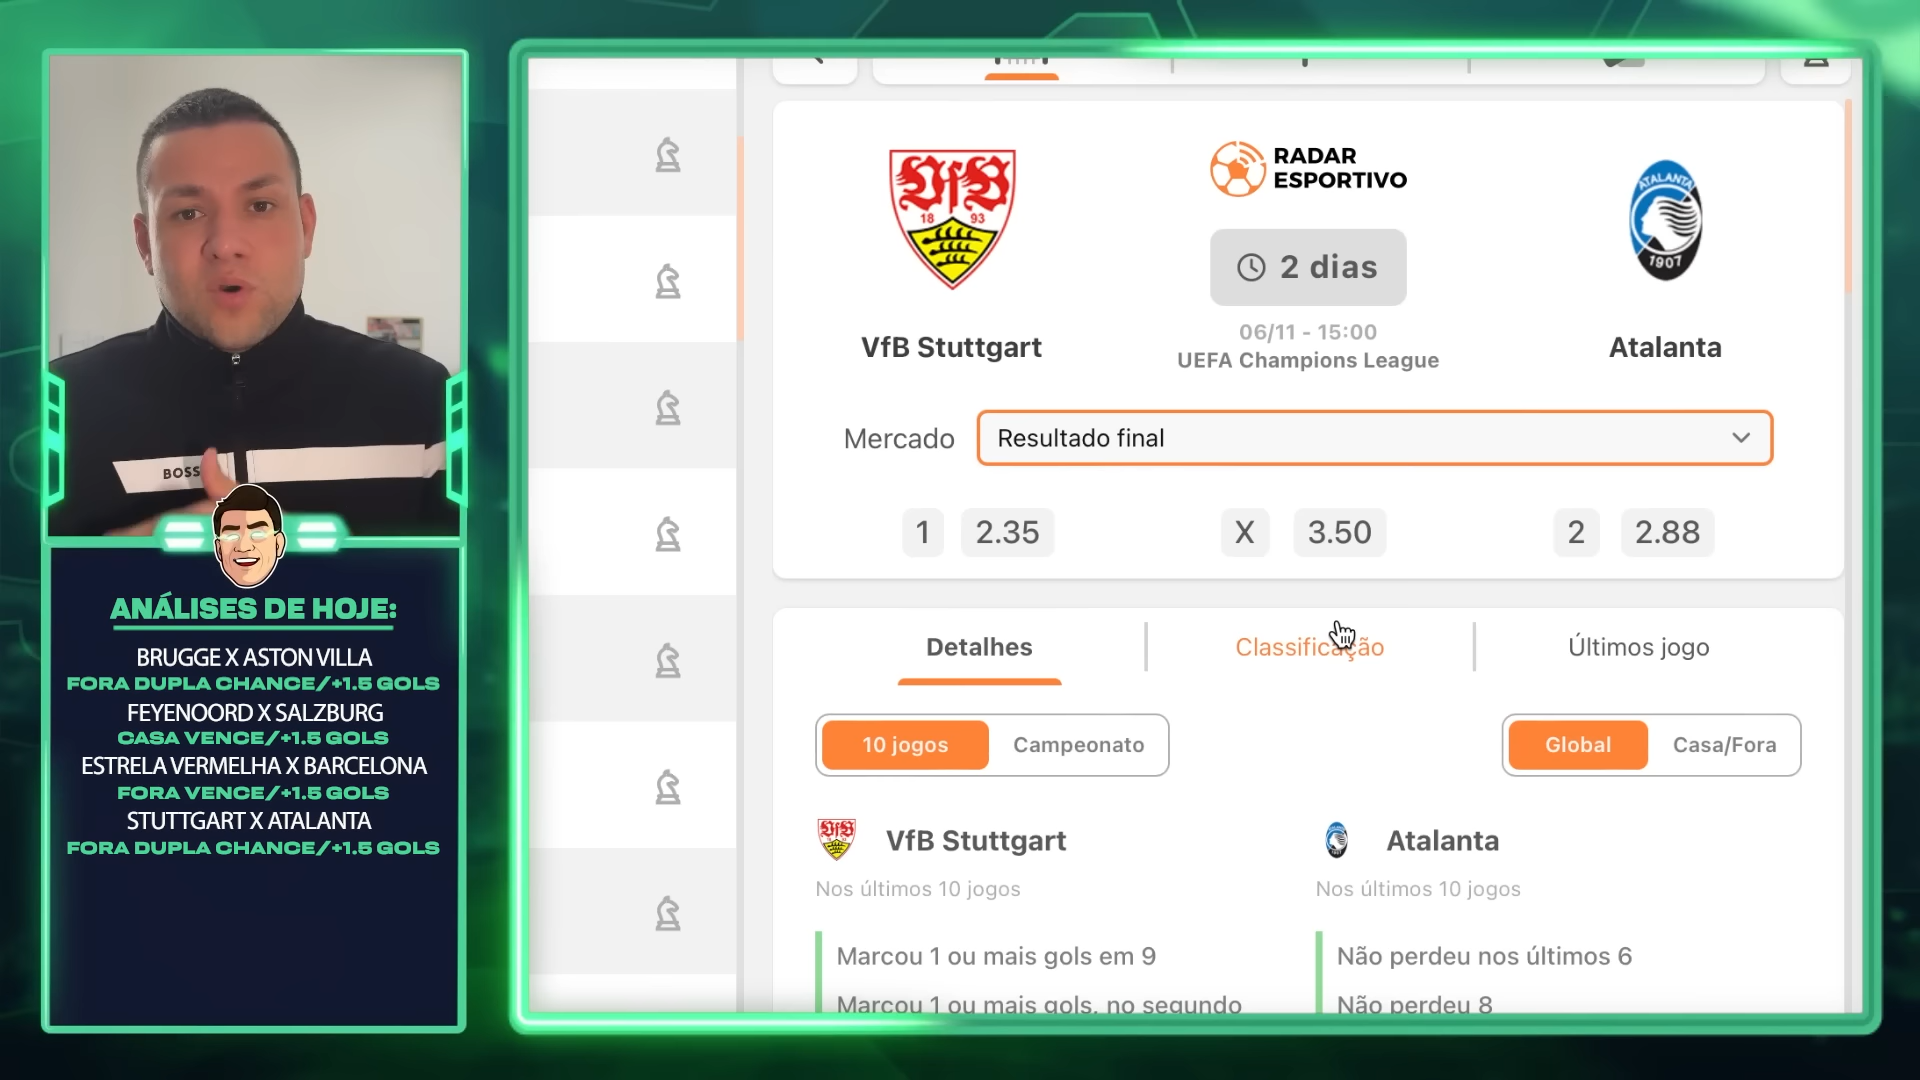 BOSS
ANÁLISES DE HOJE:
BRUGGE X ASTON VILLA
FORA DUPLA CHANCE/+1.5 GOLS
FEYENOORD X SALZBURG
CASA VENCE/+1.5 GOLS
ESTRELA VERMELHA X BARCELONA
FORA VENCE/+1.5 GOLS
STUTTGART X ATALANTA
FORA DUPLA CHANCE/+1.5 GOLS
VfB
18 93
RADAR
ESPORTIVO
ATALANTA
1907
2 dias
06/11 - 15:00
UEFA Champions League
VfB Stuttgart
Atalanta
Mercado
Resultado final
1 2.35
X 3.50
2 2.88
Detalhes
Classificação
Últimos jogo
10 jogos
Campeonato
Global
Casa/Fora
VfB Stuttgart
Nos últimos 10 jogos
Marcou 1 ou mais gols em 9
Marcou 1 ou mais gols, no segundo
Atalanta
Nos últimos 10 jogos
Não perdeu nos últimos 6
Não perdeu 8